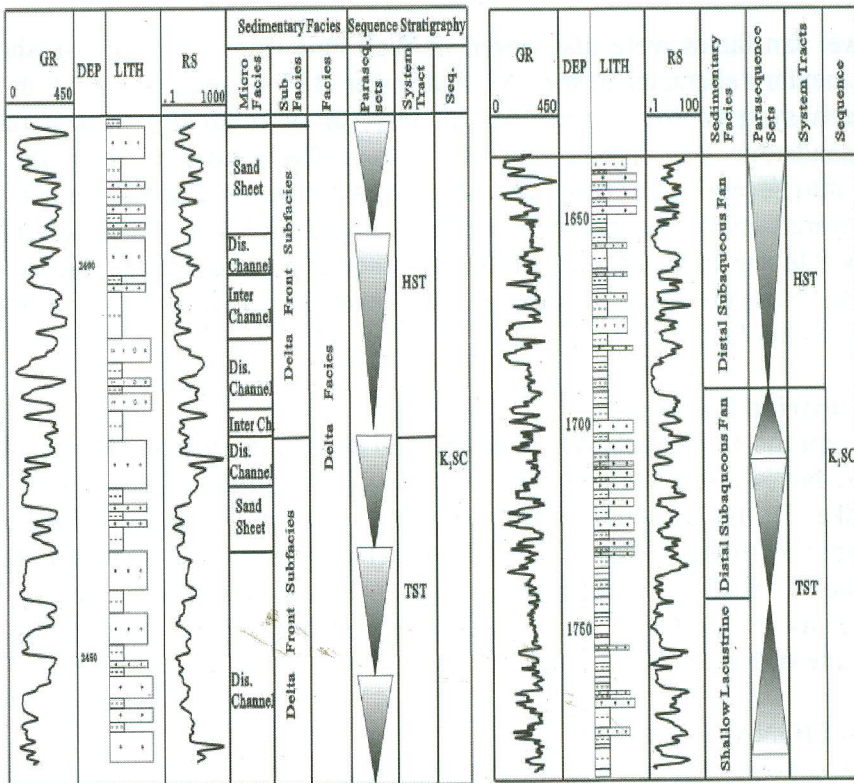 Sedimentary Facies Sequence Stratigraphy
GR DEP LITH RS Micro Facies Sub Facies Facies Paraseq. sets System Tract Seq.
0 450 .1 1000
Sand Sheet
Dis. Channel
2400
Inter Channel
Dis. Channel
Inter Ch
Dis. Channel
Sand Sheet
Dis. Channel
2450
Delta Front Subfacies
Delta Front Subfacies
Delta Facies
HST
TST
K₁SC
GR DEP LITH RS Sedimentary Facies Parasequence Sets System Tracts Sequence
0 450 .1 100
1650
1700
1750
Distal Subaqueous Fan
Distal Subaqueous Fan
Shallow Lacustrine
HST
TST
K₁SC